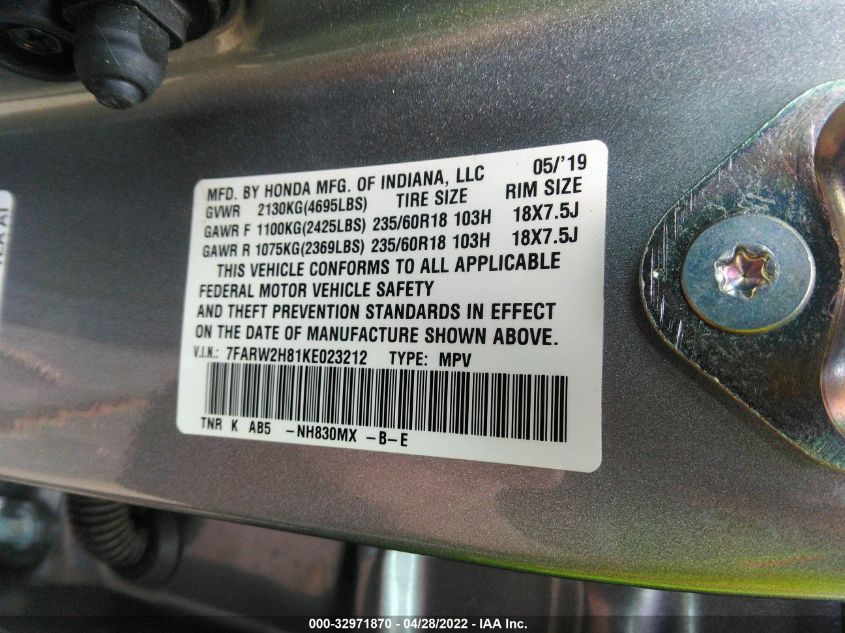 MFD. BY HONDA MFG. OF INDIANA, LLC 05/'19
GVWR 2130KG(4695LBS) TIRE SIZE RIM SIZE
GAWR F 1100KG(2425LBS) 235/60R18 103H 18X7.5J
GAWR R 1075KG(2369LBS) 235/60R18 103H 18X7.5J
THIS VEHICLE CONFORMS TO ALL APPLICABLE
FEDERAL MOTOR VEHICLE SAFETY
AND THEFT PREVENTION STANDARDS IN EFFECT
ON THE DATE OF MANUFACTURE SHOWN ABOVE.
V.I.N.: 7FARW2H81KE023212 TYPE: MPV
TNR K AB5 -NH830MX -B-E
000-32971870 - 04/28/2022 - IAA Inc.